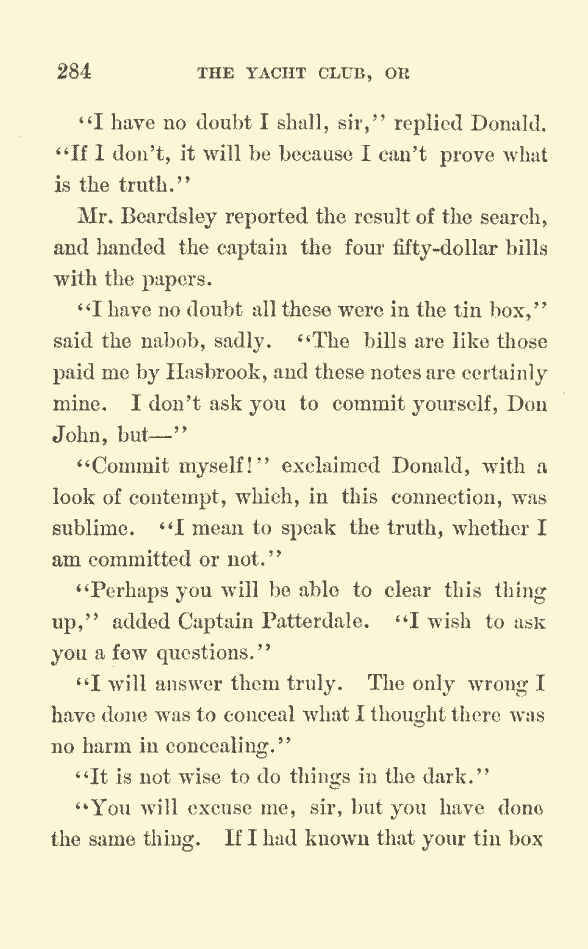 284 THE YACHT CLUB, OR
"I have no doubt I shall, sir," replied Donald.
"If I don't, it will be because I can't prove what
is the truth."
Mr. Beardsley reported the result of the search,
and handed the captain the four fifty-dollar bills
with the papers.
"I have no doubt all these were in the tin box,"
said the nabob, sadly. "The bills are like those
paid me by Hasbrook, and these notes are certainly
mine. I don't ask you to commit yourself, Don
John, but—"
"Commit myself!" exclaimed Donald, with a
look of contempt, which, in this connection, was
sublime. "I mean to speak the truth, whether I
am committed or not."
"Perhaps you will be able to clear this thing
up," added Captain Patterdale. "I wish to ask
you a few questions."
"I will answer them truly. The only wrong I
have done was to conceal what I thought there was
no harm in concealing."
"It is not wise to do things in the dark."
"You will excuse me, sir, but you have done
the same thing. If I had known that your tin box